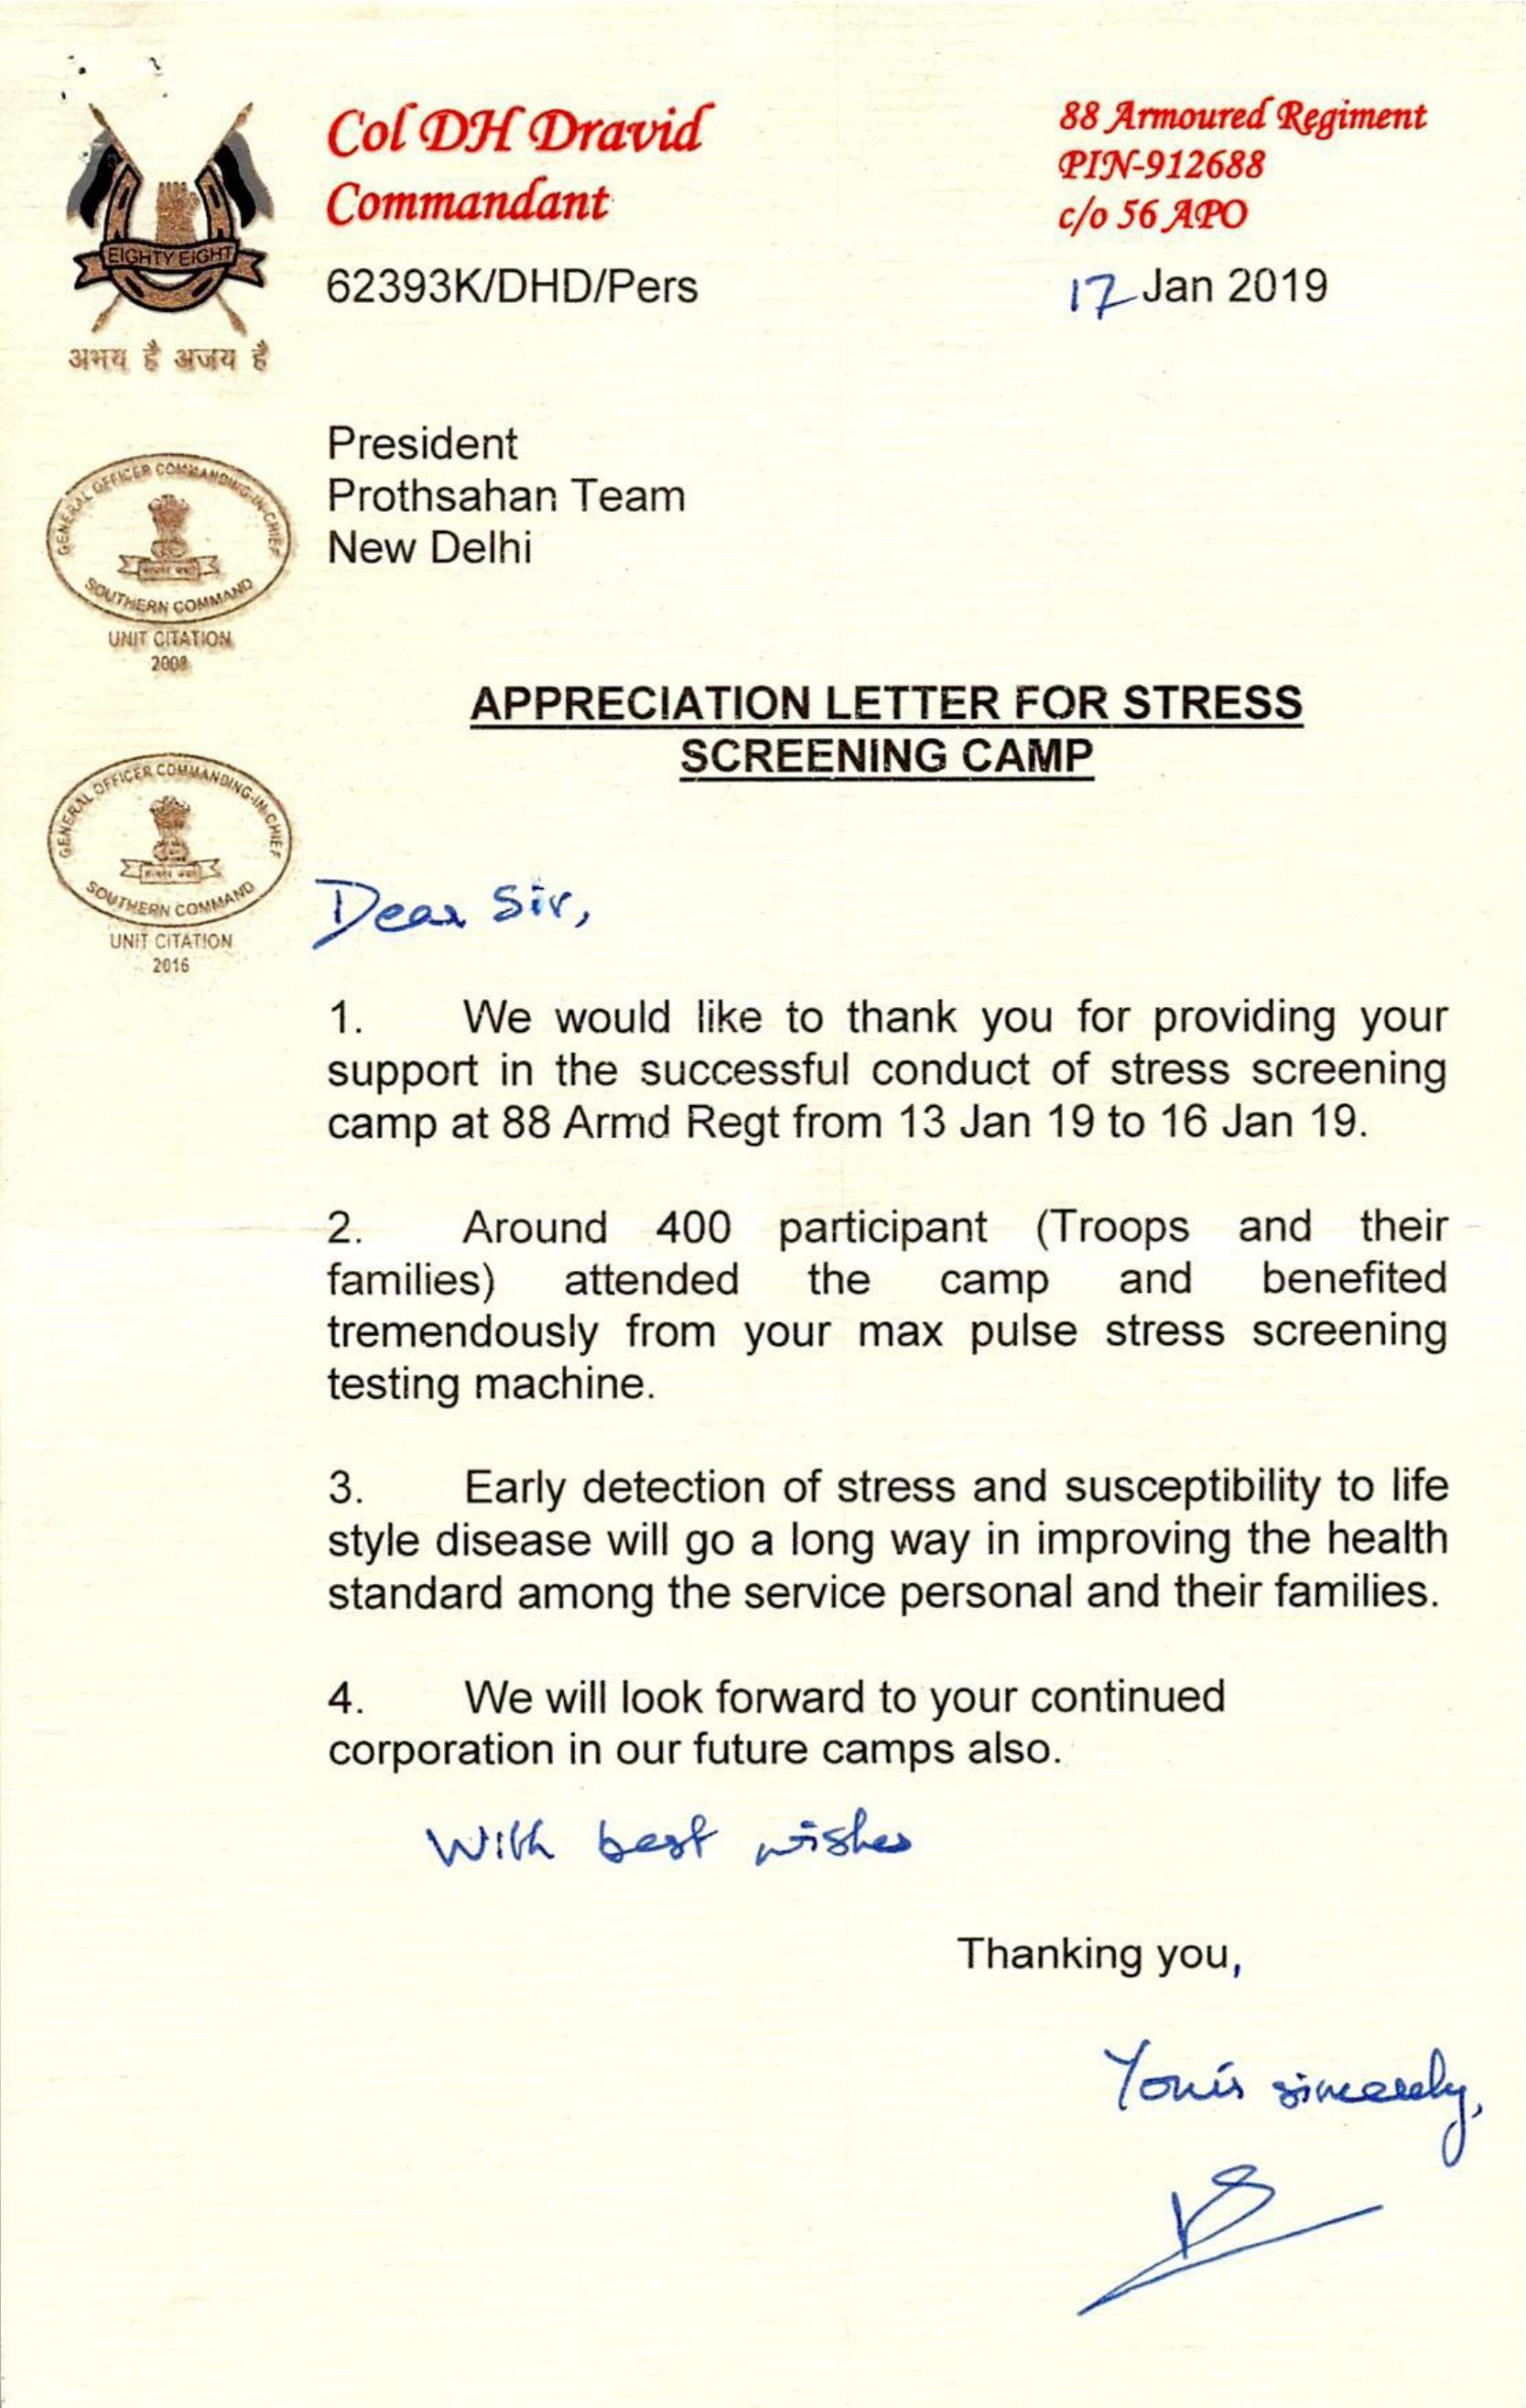 Col DH Dravid
Commandant
88 Armoured Regiment
PIN-912688
c/o 56 APO
EIGHTY EIGHT
अभय है अजय है
62393K/DHD/Pers
17 Jan 2019
President
Prothsahan Team
New Delhi
GENERAL OFFICER COMMANDING-IN-CHIEF
SOUTHERN COMMAND
UNIT CITATION
2008
APPRECIATION LETTER FOR STRESS
SCREENING CAMP
GENERAL OFFICER COMMANDING-IN-CHIEF
SOUTHERN COMMAND
UNIT CITATION
2016
Dear Sir,
1. We would like to thank you for providing your
support in the successful conduct of stress screening
camp at 88 Armd Regt from 13 Jan 19 to 16 Jan 19.
2. Around 400 participant (Troops and their
families) attended the camp and benefited
tremendously from your max pulse stress screening
testing machine.
3. Early detection of stress and susceptibility to life
style disease will go a long way in improving the health
standard among the service personal and their families.
4. We will look forward to your continued
corporation in our future camps also.
With best wishes
Thanking you,
Yours sincerely,